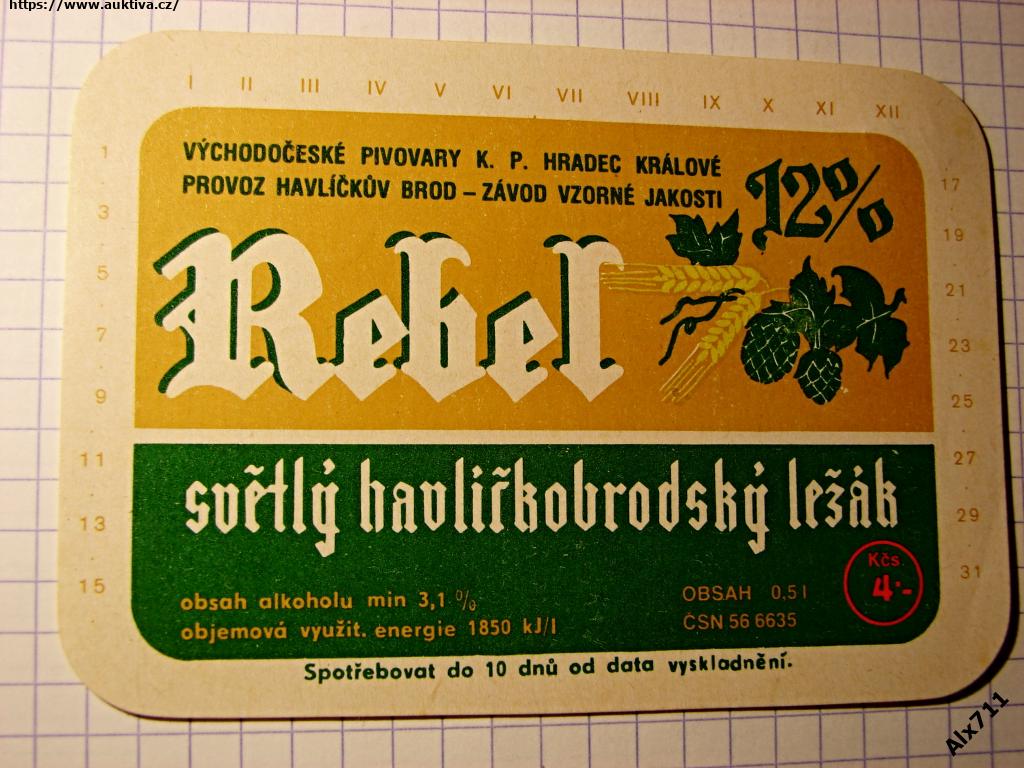 https://www.auktiva.cz/
I II III IV V VI VII VIII IX X XI XII
VÝCHODOČESKÉ PIVOVARY K. P. HRADEC KRÁLOVÉ
PROVOZ HAVLÍČKŮV BROD – ZÁVOD VZORNÉ JAKOSTI
12%
Rebel
světlý havlíčkobrodský ležák
Kčs
4·-
obsah alkoholu min 3,1 %
objemová využit. energie 1850 kJ/l
OBSAH 0,5 l
ČSN 56 6635
Spotřebovat do 10 dnů od data vyskladnění.
1
3
5
7
9
11
13
15
17
19
21
23
25
27
29
31
Alx711